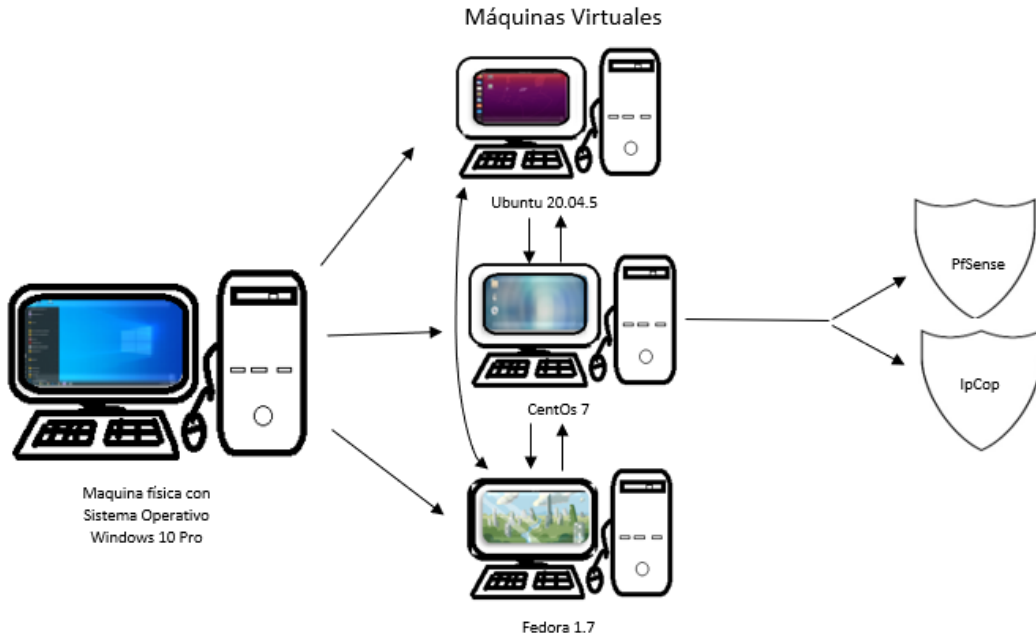 Máquinas Virtuales
Ubuntu 20.04.5
PfSense
CentOs 7
IpCop
Maquina física con
Sistema Operativo
Windows 10 Pro
Fedora 1.7